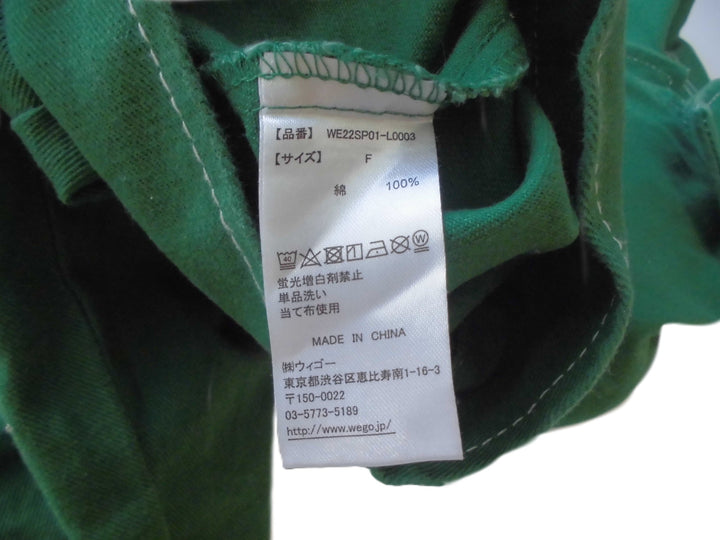 【品番】 WE22SP01-L0003
【サイズ】 F
綿 100%
40 W
蛍光増白剤禁止
単品洗い
当て布使用
MADE IN CHINA
㈱ウィゴー
東京都渋谷区恵比寿南1-16-3
〒150-0022
03-5773-5189
http://www.wego.jp/